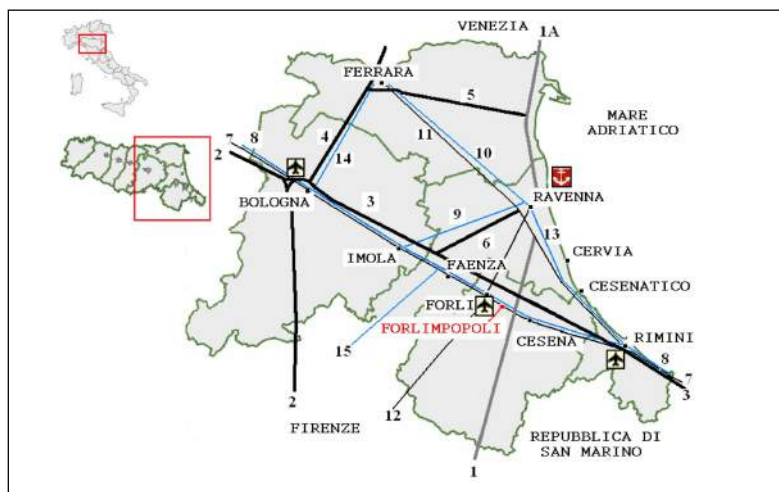 VENEZIA
1A
FERRARA
5
MARE
ADRIATICO
4
11
10
7
8
2
14
BOLOGNA
3
RAVENNA
9
13
6
IMOLA
FAENZA
CERVIA
CESENATICO
FORLI
FORLIMPOPOLI
15
CESENA
RIMINI
8
7
3
2
12
FIRENZE
REPUBBLICA DI
SAN MARINO
1